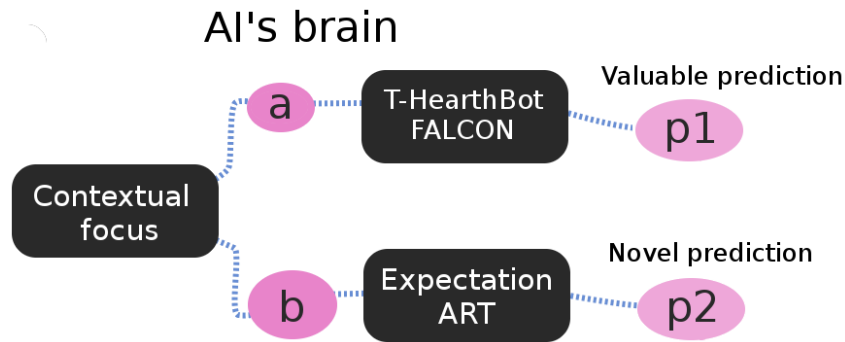 AI's brain
a
T-HearthBot
FALCON
Valuable prediction
p1
Contextual
focus
b
Expectation
ART
Novel prediction
p2